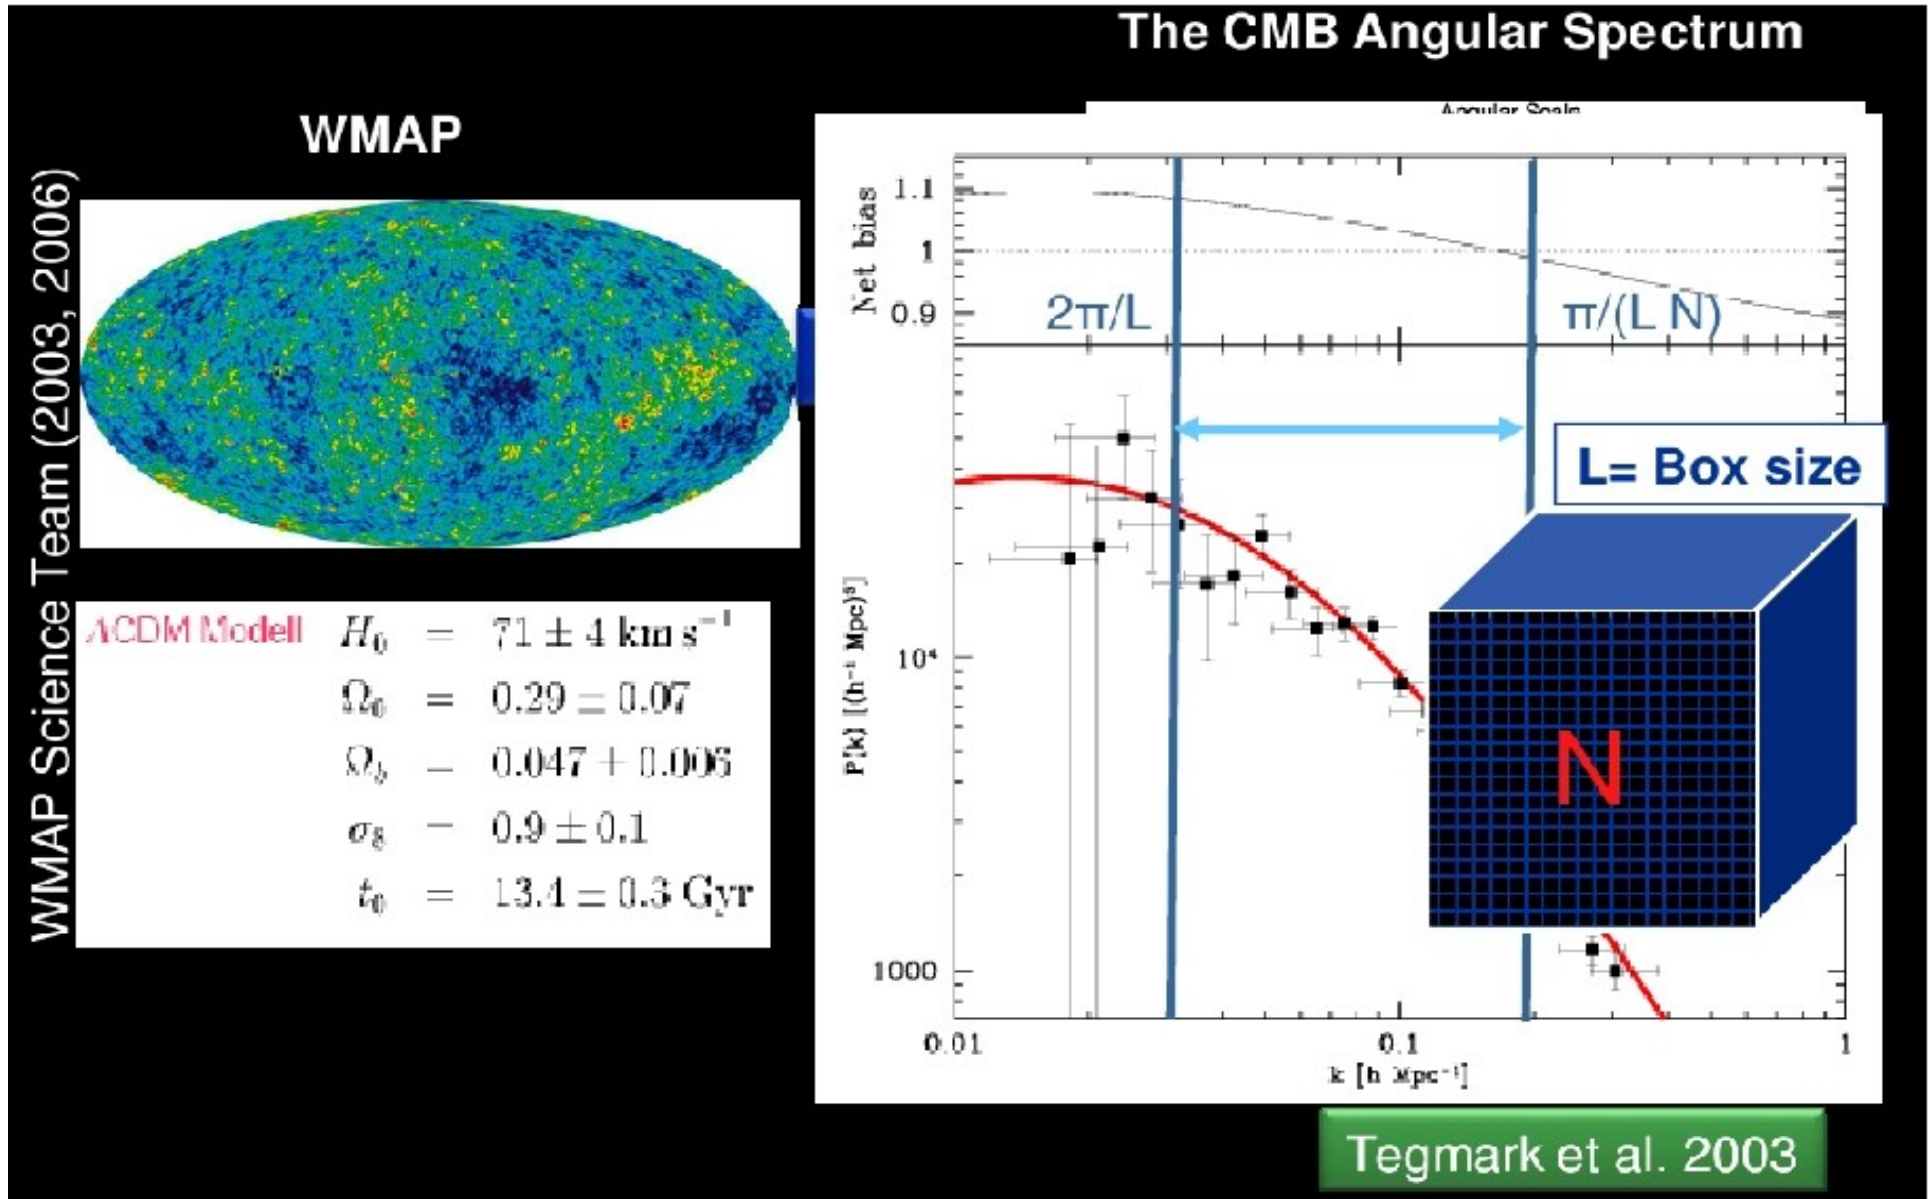 The CMB Angular Spectrum
WMAP
WMAP Science Team (2003, 2006)
Angular Scale
Net bias
1.1
1
0.9
2π/L
π/(L N)
L= Box size
N
P(k) [(h⁻¹ Mpc)³]
10⁴
1000
0.01
0.1
1
k [h Mpc⁻¹]
ΛCDM Modell
H₀ = 71 ± 4 km s⁻¹
Ω₀ = 0.29 ± 0.07
Ω_b = 0.047 ± 0.006
σ₈ = 0.9 ± 0.1
t₀ = 13.4 ± 0.3 Gyr
Tegmark et al. 2003